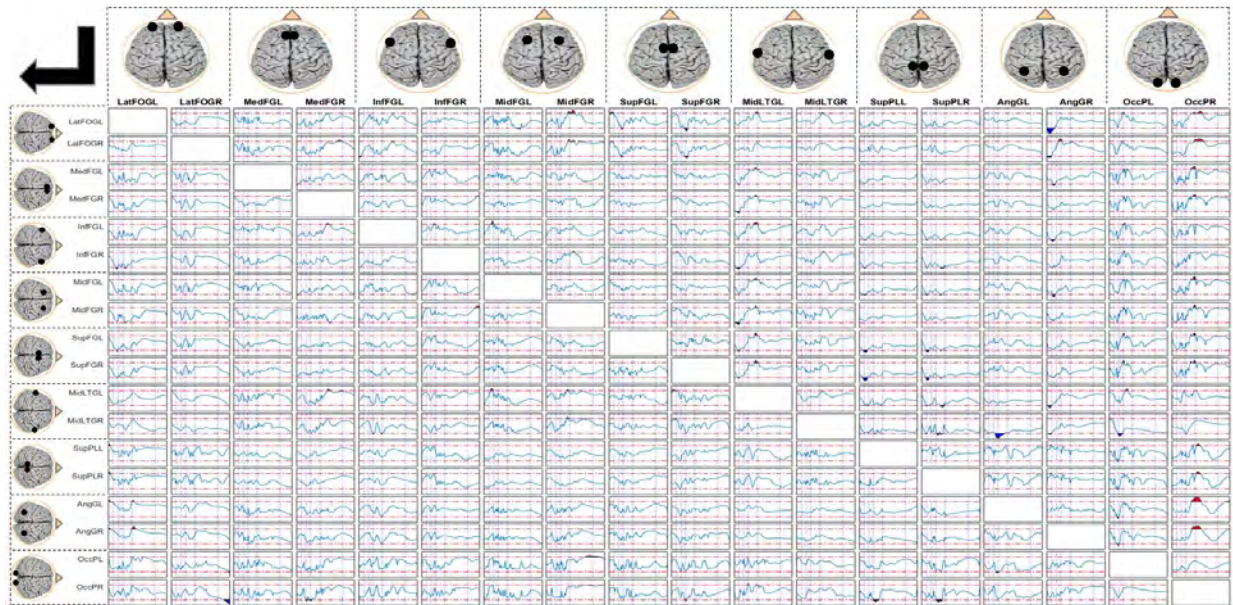 LatFOGL LatFOGR MedFGL MedFGR InfFGL InfFGR MidFGL MidFGR SupFGL SupFGR MidLTGL MidLTGR SupPLL SupPLR AngGL AngGR OccPL OccPR
LatFOGL
LatFOGR
MedFGL
MedFGR
InfFGL
InfFGR
MidFGL
MidFGR
SupFGL
SupFGR
MidLTGL
MidLTGR
SupPLL
SupPLR
AngGL
AngGR
OccPL
OccPR